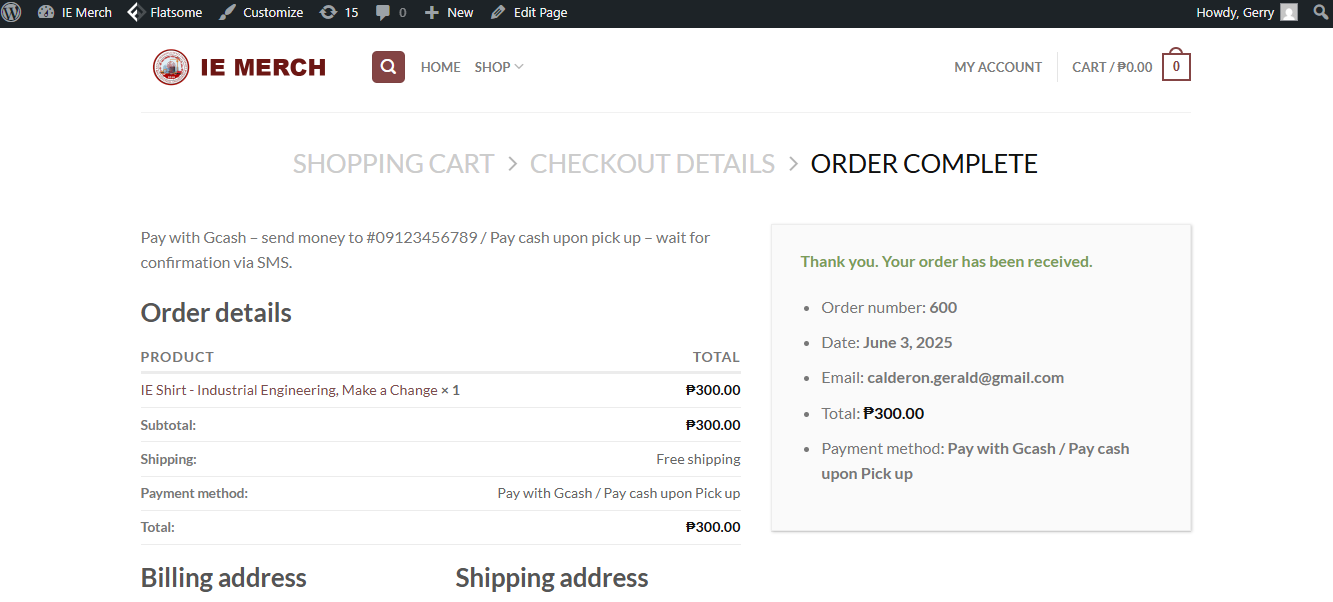 IE Merch Flatsome Customize 15 0 New Edit Page Howdy, Gerry
IE MERCH HOME SHOP MY ACCOUNT CART / ₱0.00 0
SHOPPING CART > CHECKOUT DETAILS > ORDER COMPLETE
Pay with Gcash – send money to #09123456789 / Pay cash upon pick up – wait for
confirmation via SMS.
Order details
PRODUCT TOTAL
IE Shirt - Industrial Engineering, Make a Change × 1 ₱300.00
Subtotal: ₱300.00
Shipping: Free shipping
Payment method: Pay with Gcash / Pay cash upon Pick up
Total: ₱300.00
Billing address Shipping address
Thank you. Your order has been received.
• Order number: 600
• Date: June 3, 2025
• Email: calderon.gerald@gmail.com
• Total: ₱300.00
• Payment method: Pay with Gcash / Pay cash
upon Pick up